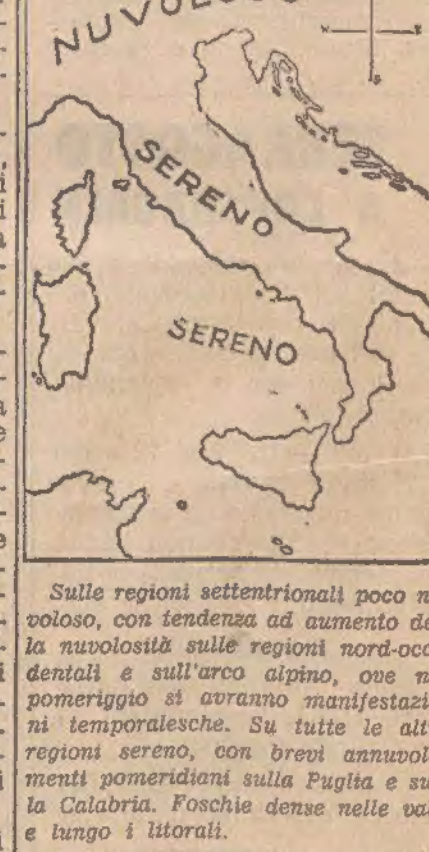 NUVOLOSO
SERENO
SERENO
Sulle regioni settentrionali poco n
voloso, con tendenza ad aumento de
la nuvolosità sulle regioni nord-occ
dentali e sull'arco alpino, ove n
pomeriggio si avranno manifestazi
ni temporalesche. Su tutte le alt
regioni sereno, con brevi annuvol
menti pomeridiani sulla Puglia e su
la Calabria. Foschie dense nelle val
e lungo i litorali.